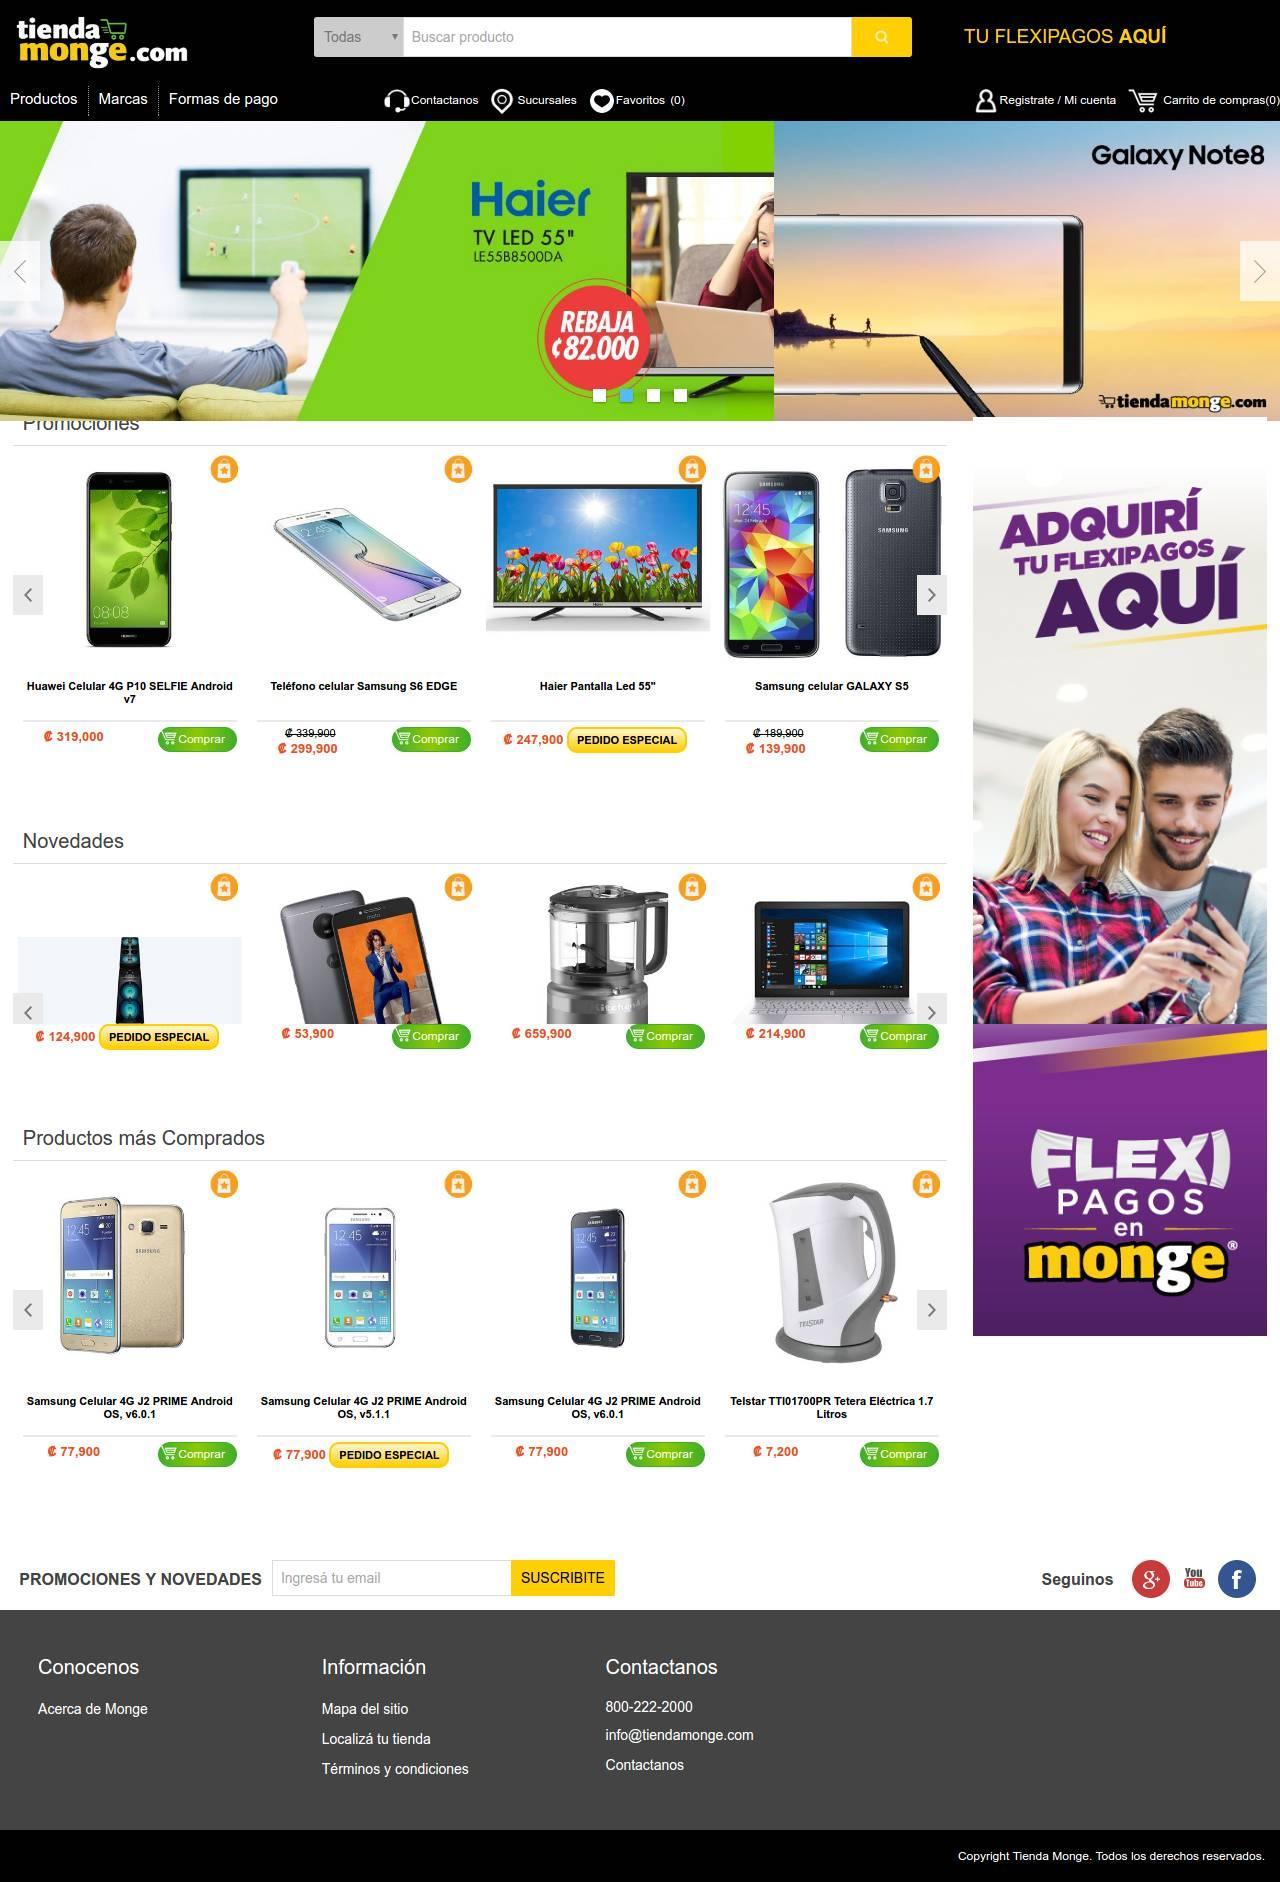 tienda
monge.com
Todas
Buscar producto
TU FLEXIPAGOS AQUÍ
Productos
Marcas
Formas de pago
Contactanos
Sucursales
Favoritos (0)
Registrate / Mi cuenta
Carrito de compras(0)
Haier
TV LED 55"
LE55B8500DA
REBAJA
¢82.000
Galaxy Note8
tiendamonge.com
Promociones
Huawei Celular 4G P10 SELFIE Android
v7
₡ 319,000
Comprar
Teléfono celular Samsung S6 EDGE
₡ 339,900
₡ 299,900
Comprar
Haier Pantalla Led 55"
₡ 247,900
PEDIDO ESPECIAL
Samsung celular GALAXY S5
₡ 189,900
₡ 139,900
Comprar
ADQUIRÍ
TU FLEXIPAGOS
AQUÍ
Novedades
₡ 124,900
PEDIDO ESPECIAL
₡ 53,900
Comprar
₡ 659,900
Comprar
₡ 214,900
Comprar
FLEXI
PAGOS
en
monge®
Productos más Comprados
Samsung Celular 4G J2 PRIME Android
OS, v6.0.1
₡ 77,900
Comprar
Samsung Celular 4G J2 PRIME Android
OS, v5.1.1
₡ 77,900
PEDIDO ESPECIAL
Samsung Celular 4G J2 PRIME Android
OS, v6.0.1
₡ 77,900
Comprar
Telstar TTI01700PR Tetera Eléctrica 1.7
Litros
₡ 7,200
Comprar
PROMOCIONES Y NOVEDADES
Ingresá tu email
SUSCRIBITE
Seguinos
g+
You
Tube
f
Conocenos
Acerca de Monge
Información
Mapa del sitio
Localizá tu tienda
Términos y condiciones
Contactanos
800-222-2000
info@tiendamonge.com
Contactanos
Copyright Tienda Monge. Todos los derechos reservados.